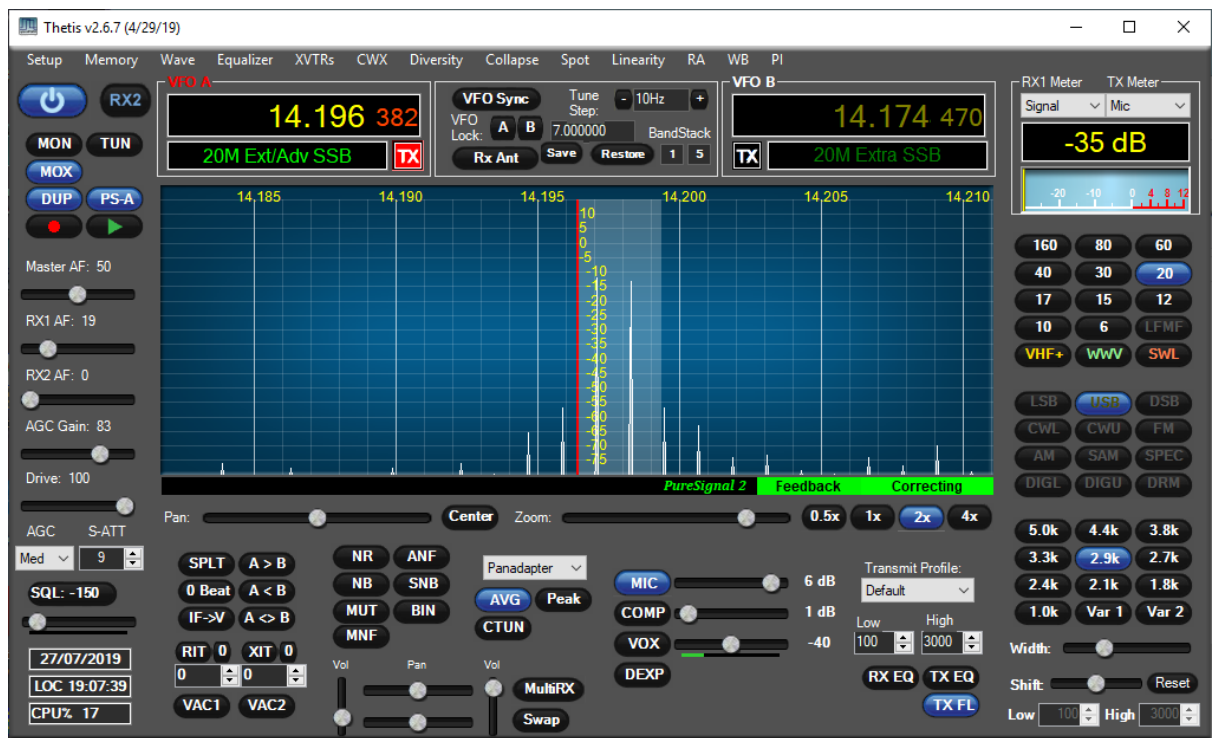 Thetis v2.6.7 (4/29/19)
Setup Memory Wave Equalizer XVTRs CWX Diversity Collapse Spot Linearity RA WB PI
RX2
MON TUN
MOX
DUP PS-A
Master AF: 50
RX1 AF: 19
RX2 AF: 0
AGC Gain: 83
Drive: 100
AGC S-ATT
Med 9
SQL: -150
27/07/2019
LOC 19:07:39
CPU% 17
VFO A
14.196 382
20M Ext/Adv SSB TX
VFO Sync Tune Step: - 10Hz +
VFO Lock: A B 7.000000 BandStack
Rx Ant Save Restore 1 5
VFO B
14.174 470
TX 20M Extra SSB
RX1 Meter TX Meter
Signal Mic
-35 dB
-20 -10 0 4 8 12
14.185 14.190 14.195 14.200 14.205 14.210
10
5
0
-5
-10
-15
-20
-25
-30
-35
-40
-45
-50
-55
-60
-65
-70
-75
PureSignal 2 Feedback Correcting
Pan: Center Zoom: 0.5x 1x 2x 4x
SPLT A > B
0 Beat A < B
IF->V A <> B
RIT 0 XIT 0
0 0
VAC1 VAC2
NR ANF
NB SNB
MUT BIN
MNF
Vol Pan Vol
Panadapter
AVG Peak
CTUN
MultiRX
Swap
MIC 6 dB
COMP 1 dB
VOX -40
DEXP
Transmit Profile:
Default
Low High
100 3000
RX EQ TX EQ
TX FL
160 80 60
40 30 20
17 15 12
10 6 LFMF
VHF+ WWV SWL
LSB USB DSB
CWL CWU FM
AM SAM SPEC
DIGL DIGU DRM
5.0k 4.4k 3.8k
3.3k 2.9k 2.7k
2.4k 2.1k 1.8k
1.0k Var 1 Var 2
Width:
Shift: Reset
Low 100 High 3000